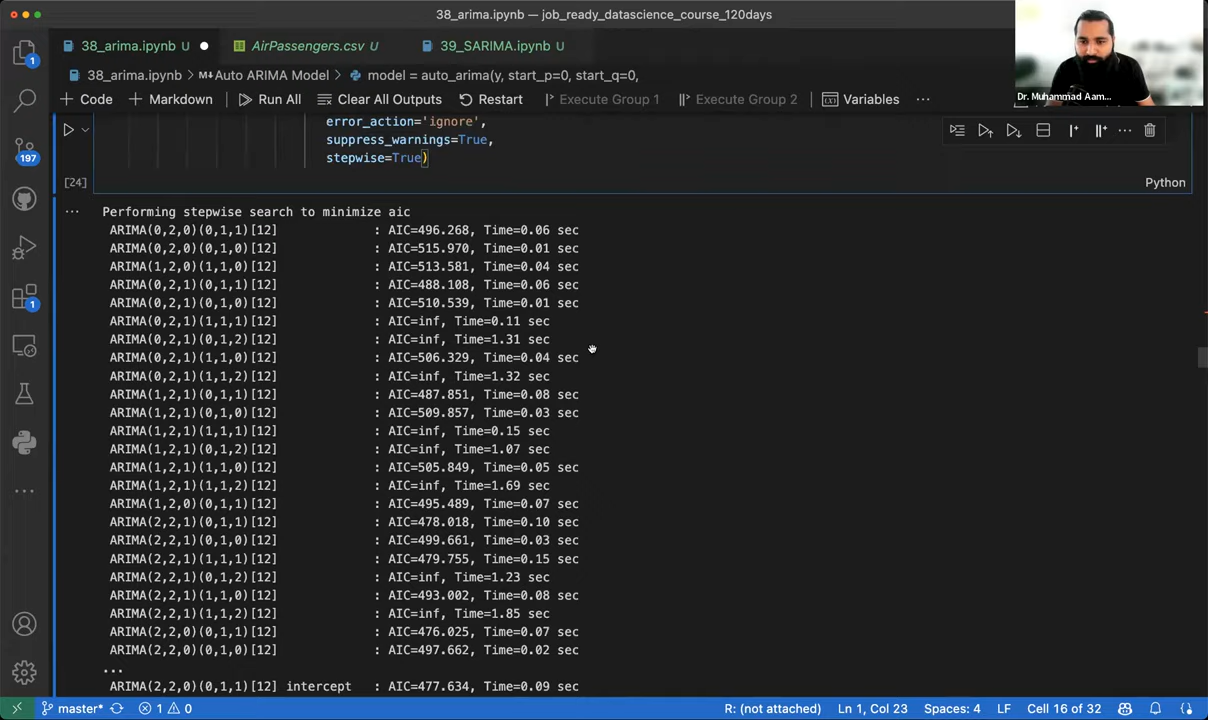 38_arima.ipynb — job_ready_datascience_course_120days
38_arima.ipynb U
AirPassengers.csv U
39_SARIMA.ipynb U
38_arima.ipynb > M↓Auto ARIMA Model > model = auto_arima(y, start_p=0, start_q=0,
+ Code + Markdown Run All Clear All Outputs Restart Execute Group 1 Execute Group 2 Variables ...
Dr. Muhammad Aam...
error_action='ignore',
suppress_warnings=True,
stepwise=True)
[24]
Python
Performing stepwise search to minimize aic
ARIMA(0,2,0)(0,1,1)[12] : AIC=496.268, Time=0.06 sec
ARIMA(0,2,0)(0,1,0)[12] : AIC=515.970, Time=0.01 sec
ARIMA(1,2,0)(1,1,0)[12] : AIC=513.581, Time=0.04 sec
ARIMA(0,2,1)(0,1,1)[12] : AIC=488.108, Time=0.06 sec
ARIMA(0,2,1)(0,1,0)[12] : AIC=510.539, Time=0.01 sec
ARIMA(0,2,1)(1,1,1)[12] : AIC=inf, Time=0.11 sec
ARIMA(0,2,1)(0,1,2)[12] : AIC=inf, Time=1.31 sec
ARIMA(0,2,1)(1,1,0)[12] : AIC=506.329, Time=0.04 sec
ARIMA(0,2,1)(1,1,2)[12] : AIC=inf, Time=1.32 sec
ARIMA(1,2,1)(0,1,1)[12] : AIC=487.851, Time=0.08 sec
ARIMA(1,2,1)(0,1,0)[12] : AIC=509.857, Time=0.03 sec
ARIMA(1,2,1)(1,1,1)[12] : AIC=inf, Time=0.15 sec
ARIMA(1,2,1)(0,1,2)[12] : AIC=inf, Time=1.07 sec
ARIMA(1,2,1)(1,1,0)[12] : AIC=505.849, Time=0.05 sec
ARIMA(1,2,1)(1,1,2)[12] : AIC=inf, Time=1.69 sec
ARIMA(1,2,0)(0,1,1)[12] : AIC=495.489, Time=0.07 sec
ARIMA(2,2,1)(0,1,1)[12] : AIC=478.018, Time=0.10 sec
ARIMA(2,2,1)(0,1,0)[12] : AIC=499.661, Time=0.03 sec
ARIMA(2,2,1)(1,1,1)[12] : AIC=479.755, Time=0.15 sec
ARIMA(2,2,1)(0,1,2)[12] : AIC=inf, Time=1.23 sec
ARIMA(2,2,1)(1,1,0)[12] : AIC=493.002, Time=0.08 sec
ARIMA(2,2,1)(1,1,2)[12] : AIC=inf, Time=1.85 sec
ARIMA(2,2,0)(0,1,1)[12] : AIC=476.025, Time=0.07 sec
ARIMA(2,2,0)(0,1,0)[12] : AIC=497.662, Time=0.02 sec
...
ARIMA(2,2,0)(0,1,1)[12] intercept : AIC=477.634, Time=0.09 sec
1
197
1
master* 1 0 R: (not attached) Ln 1, Col 23 Spaces: 4 LF Cell 16 of 32